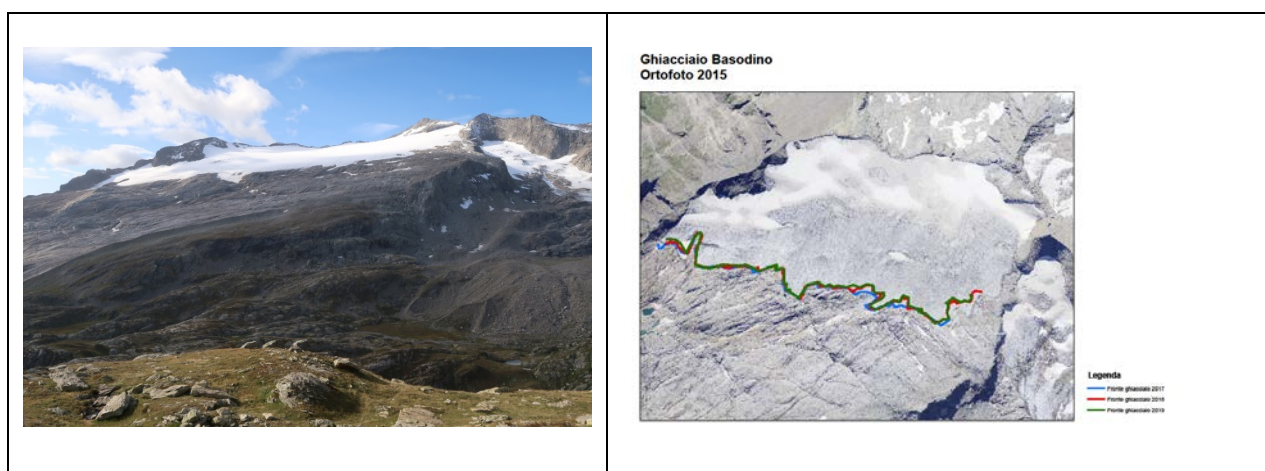 Ghiacciaio Basodino
Ortofoto 2015
Legenda
Fronte ghiacciaio 2017
Fronte ghiacciaio 2018
Fronte ghiacciaio 2019